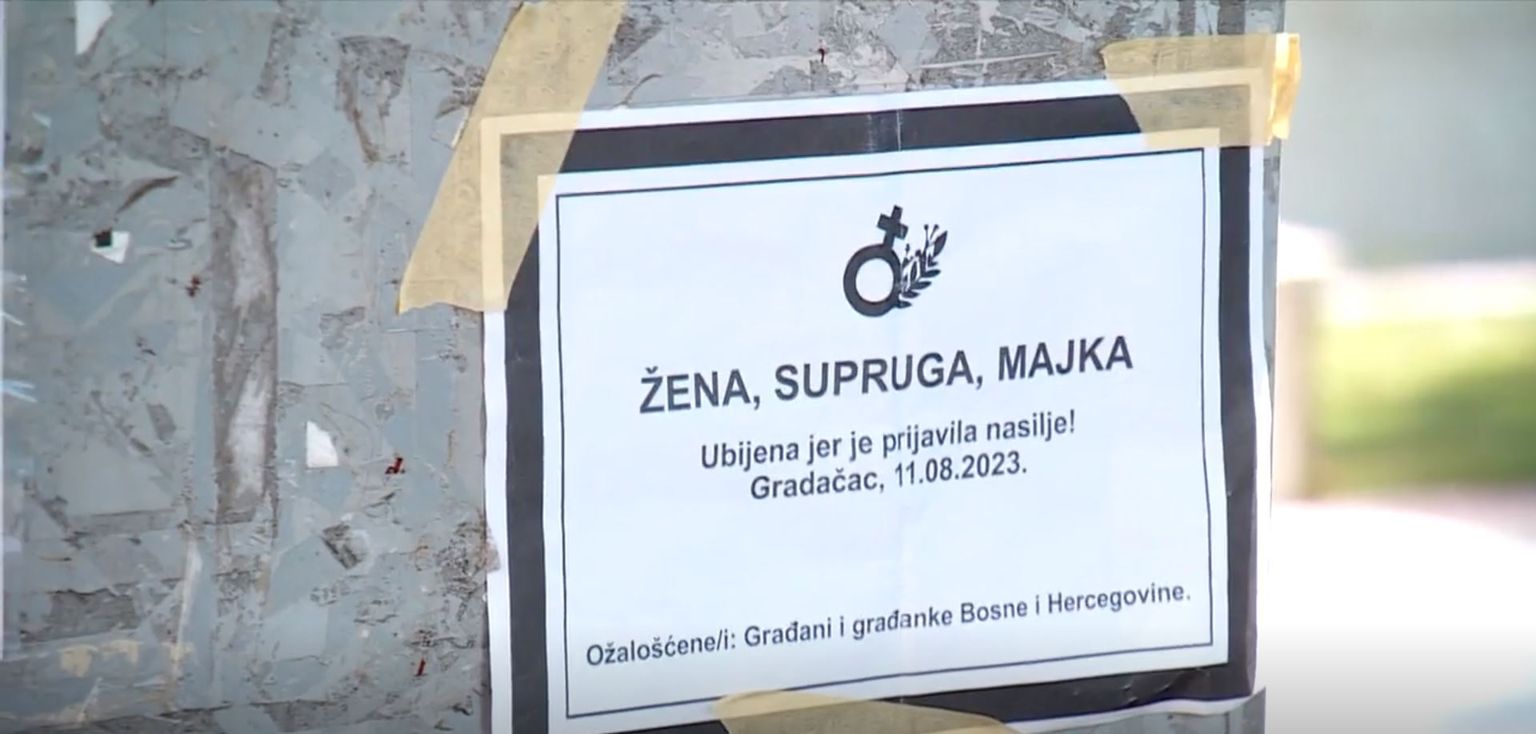 ŽENA, SUPRUGA, MAJKA
Ubijena jer je prijavila nasilje!
Gradačac, 11.08.2023.
Ožalošćene/i: Građani i građanke Bosne i Hercegovine.